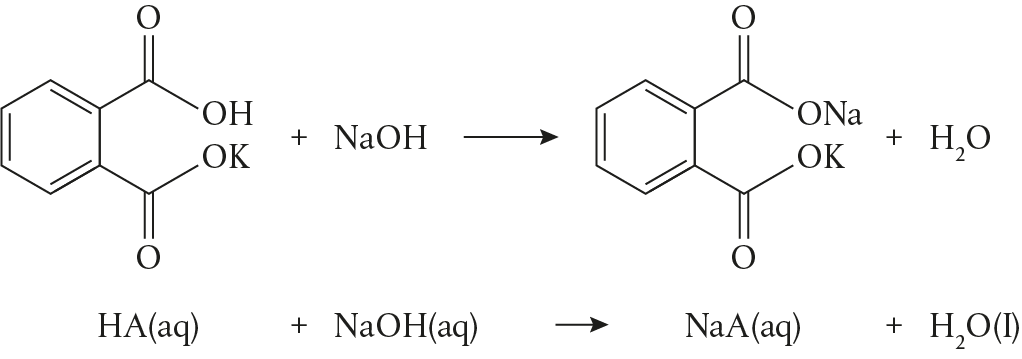 O O
OH ONa
+ NaOH + H₂O
OK OK
O O
HA(aq) + NaOH(aq) NaA(aq) + H₂O(l)